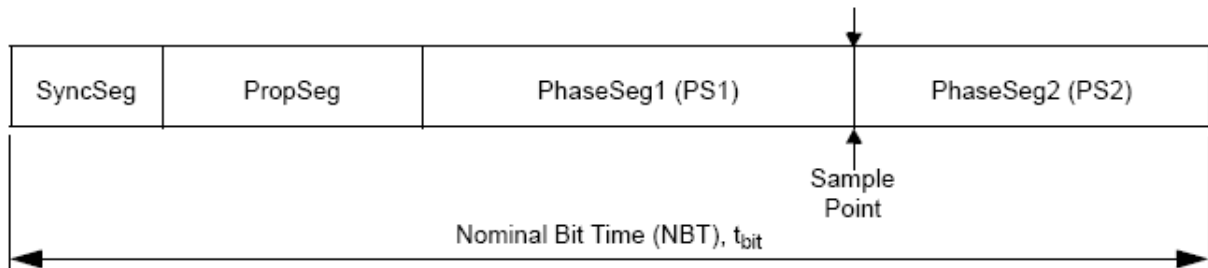 SyncSeg PropSeg PhaseSeg1 (PS1) PhaseSeg2 (PS2)
Sample
Point
Nominal Bit Time (NBT), tbit